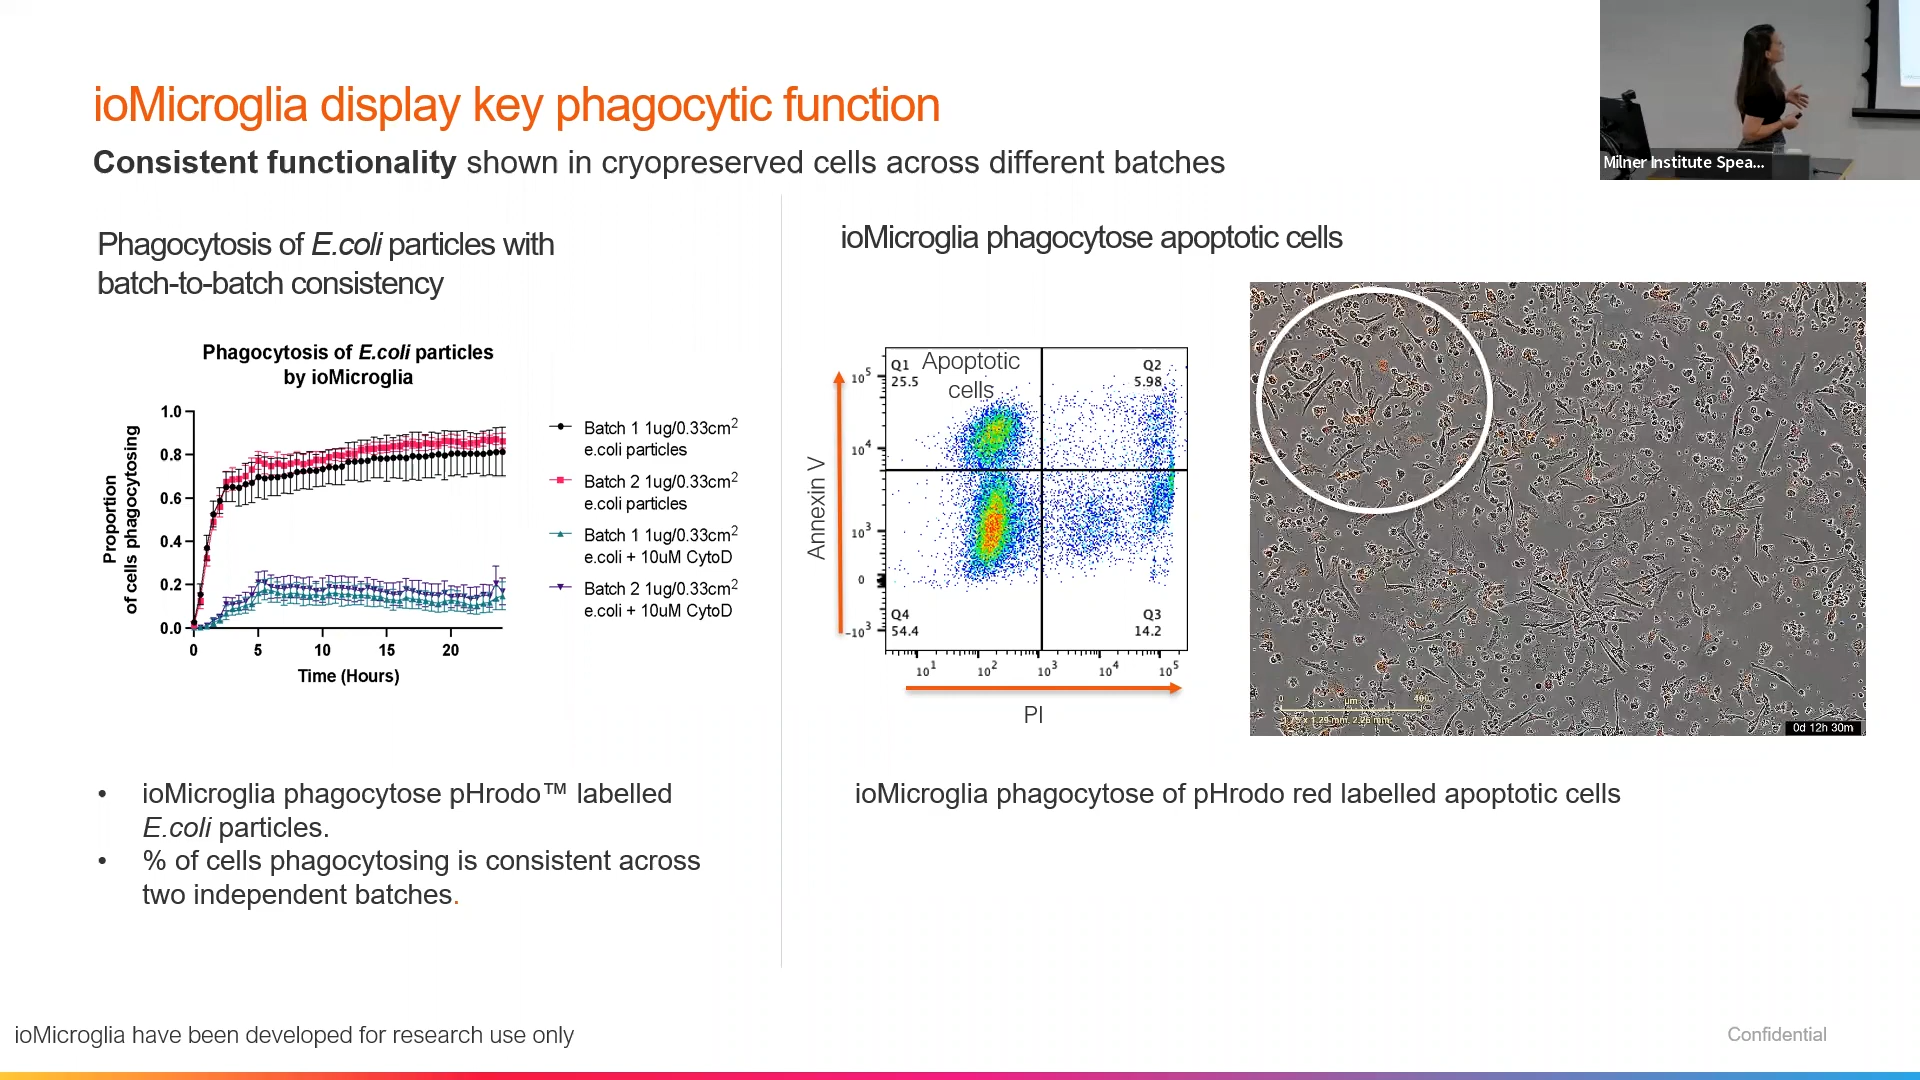 ioMicroglia display key phagocytic function
Consistent functionality shown in cryopreserved cells across different batches
Milner Institute Spea...
Phagocytosis of E.coli particles with
batch-to-batch consistency
Phagocytosis of E.coli particles
by ioMicroglia
Proportion
of cells phagocytosing
1.0
0.8
0.6
0.4
0.2
0.0
0 5 10 15 20
Time (Hours)
Batch 1 1ug/0.33cm2
e.coli particles
Batch 2 1ug/0.33cm2
e.coli particles
Batch 1 1ug/0.33cm2
e.coli + 10uM CytoD
Batch 2 1ug/0.33cm2
e.coli + 10uM CytoD
ioMicroglia phagocytose pHrodo™ labelled
E.coli particles.
% of cells phagocytosing is consistent across
two independent batches.
ioMicroglia phagocytose apoptotic cells
Annexin V
10^5
10^4
10^3
0
-10^3
Q1
25.5
Apoptotic
cells
Q2
5.98
Q4
54.4
Q3
14.2
10^1 10^2 10^3 10^4 10^5
PI
µm 400
1.29 mm, 2.26 mm
0d 12h 30m
ioMicroglia phagocytose of pHrodo red labelled apoptotic cells
ioMicroglia have been developed for research use only
Confidential